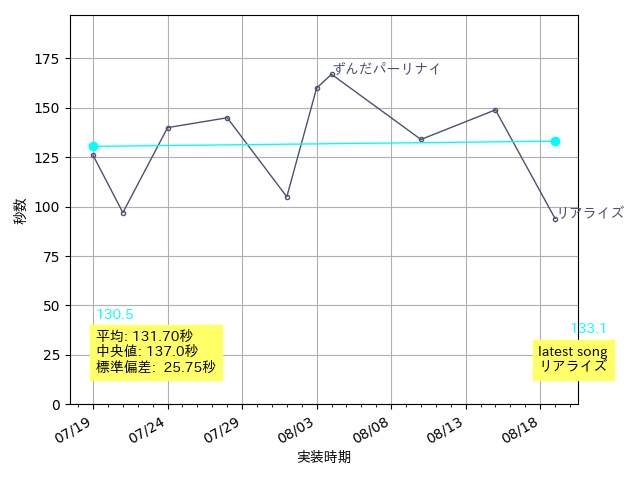 175
150
125
100
75
50
25
0
秒数
ずんだパーリナイ
リアライズ
130.5
133.1
平均: 131.70秒
中央値: 137.0秒
標準偏差: 25.75秒
latest song
リアライズ
07/19
07/24
07/29
08/03
08/08
08/13
08/18
実装時期